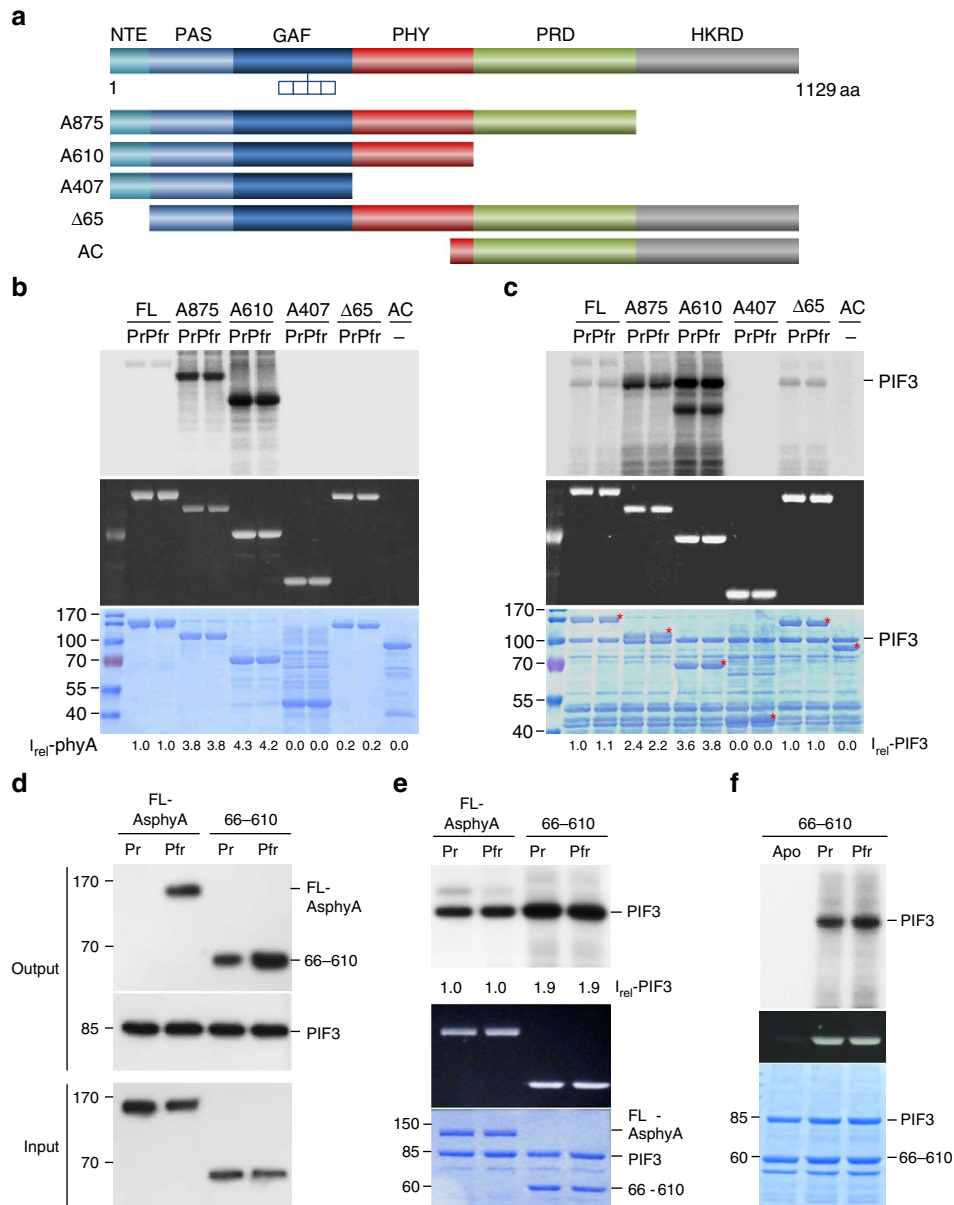 a
NTE PAS GAF PHY PRD HKRD
1 1129 aa
A875
A610
A407
Δ65
AC
b
FL A875 A610 A407 Δ65 AC
PrPfr PrPfr PrPfr PrPfr PrPfr –
170
100
70
55
40
Irel-phyA 1.0 1.0 3.8 3.8 4.3 4.2 0.0 0.0 0.2 0.2 0.0
c
FL A875 A610 A407 Δ65 AC
PrPfr PrPfr PrPfr PrPfr PrPfr –
PIF3
170
100 PIF3
70
55
40
* * * * * *
1.0 1.1 2.4 2.2 3.6 3.8 0.0 0.0 1.0 1.0 0.0 Irel-PIF3
d
FL-
AsphyA 66–610
Pr Pfr Pr Pfr
170 FL-
AsphyA
70
66–610
Output
85 PIF3
170
Input
70
e
FL-
AsphyA 66–610
Pr Pfr Pr Pfr
PIF3
1.0 1.0 1.9 1.9 Irel-PIF3
150 FL -
AsphyA
85 PIF3
60 66 - 610
f
66–610
Apo Pr Pfr
PIF3
85 PIF3
60 66–610